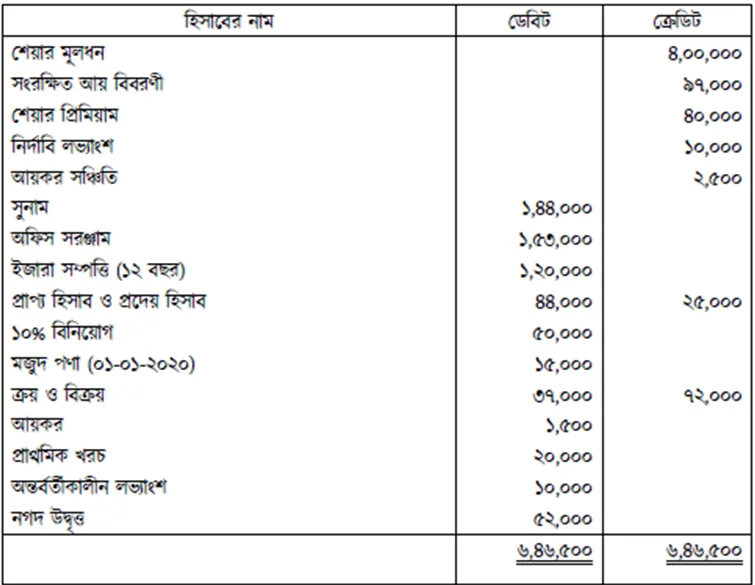 হিসাবের নাম ডেবিট ক্রেডিট
শেয়ার মূলধন ৪,০০,০০০
সংরক্ষিত আয় বিবরণী ৯৭,০০০
শেয়ার প্রিমিয়াম ৪০,০০০
নির্দাবি লভ্যাংশ ১০,০০০
আয়কর সঞ্চিতি ২,৫০০
সুনাম ১,৪৪,০০০
অফিস সরঞ্জাম ১,৫৩,০০০
ইজারা সম্পত্তি (১২ বছর) ১,২০,০০০
প্রাপ্য হিসাব ও প্রদেয় হিসাব ৪৪,০০০ ২৫,০০০
১০% বিনিয়োগ ৫০,০০০
মজুদ পণ্য (০১-০১-২০২০) ১৫,০০০
ক্রয় ও বিক্রয় ৩৭,০০০ ৭২,০০০
আয়কর ১,৫০০
প্রাথমিক খরচ ২০,০০০
অন্তর্বর্তীকালীন লভ্যাংশ ১০,০০০
নগদ উদ্বৃত্ত ৫২,০০০
৬,৪৬,৫০০ ৬,৪৬,৫০০